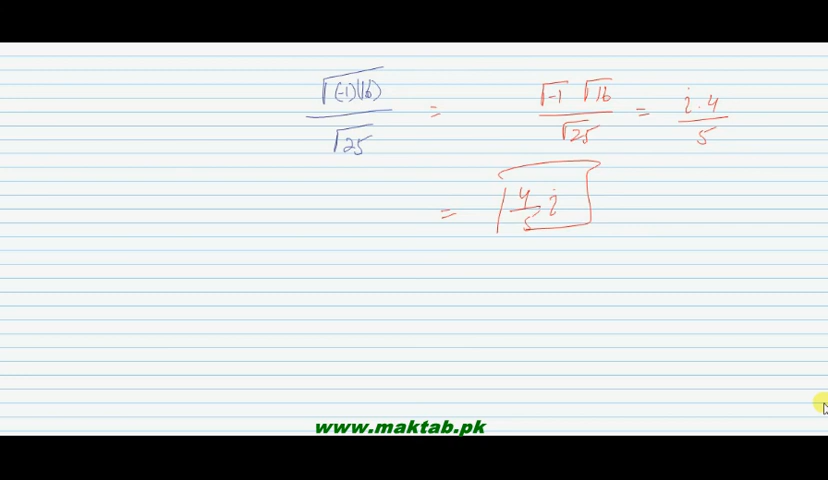 √(-1)(16) / √25 = √-1 √16 / √25 = i · 4 / 5
= 4/5 i
www.maktab.pk